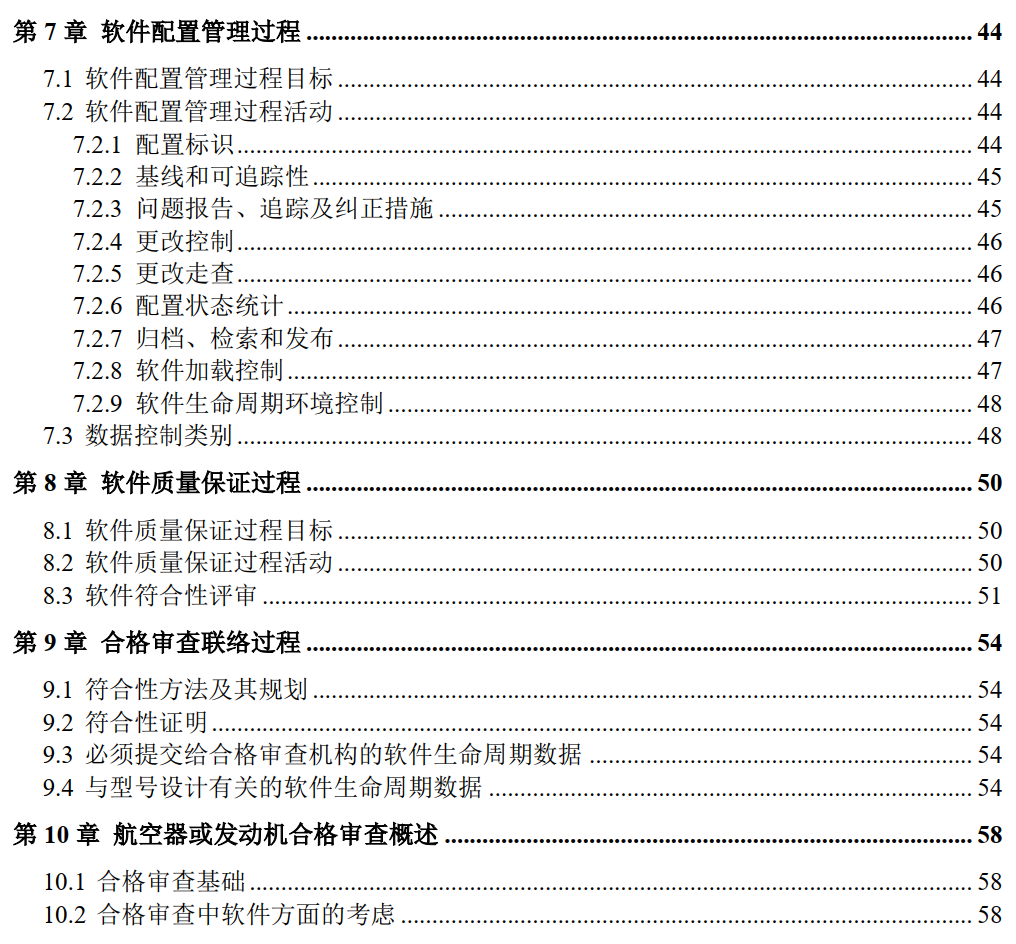 第 7 章 软件配置管理过程 44
7.1 软件配置管理过程目标 44
7.2 软件配置管理过程活动 44
7.2.1 配置标识 44
7.2.2 基线和可追踪性 45
7.2.3 问题报告、追踪及纠正措施 45
7.2.4 更改控制 46
7.2.5 更改走查 46
7.2.6 配置状态统计 46
7.2.7 归档、检索和发布 47
7.2.8 软件加载控制 47
7.2.9 软件生命周期环境控制 48
7.3 数据控制类别 48
第 8 章 软件质量保证过程 50
8.1 软件质量保证过程目标 50
8.2 软件质量保证过程活动 50
8.3 软件符合性评审 51
第 9 章 合格审查联络过程 54
9.1 符合性方法及其规划 54
9.2 符合性证明 54
9.3 必须提交给合格审查机构的软件生命周期数据 54
9.4 与型号设计有关的软件生命周期数据 54
第 10 章 航空器或发动机合格审查概述 58
10.1 合格审查基础 58
10.2 合格审查中软件方面的考虑 58